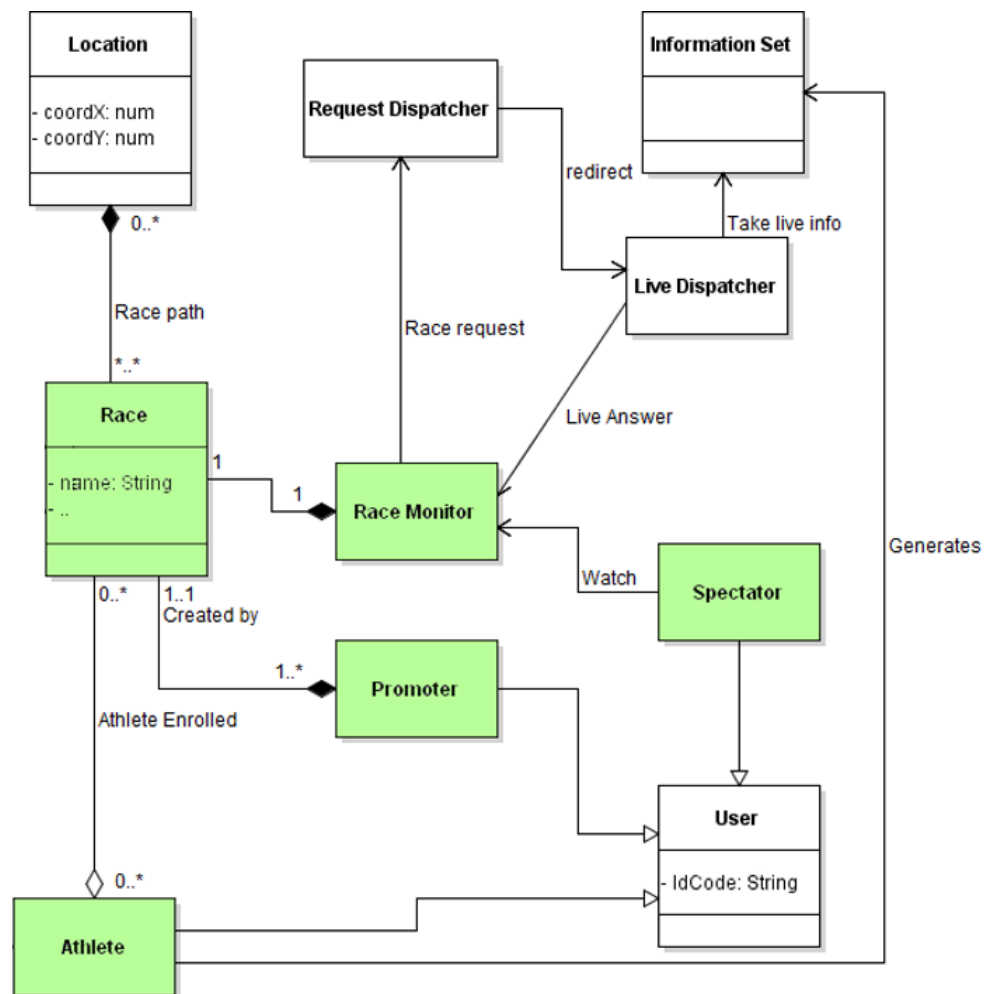 Location
- coordX: num
- coordY: num
0..*
Race path
*..*
Request Dispatcher
Information Set
redirect
Take live info
Live Dispatcher
Race request
Live Answer
Race
- name: String
- ..
1
1
Race Monitor
Generates
Watch
Spectator
0..*
1..1
Created by
1..*
Promoter
Athlete Enrolled
User
- IdCode: String
0..*
Athlete